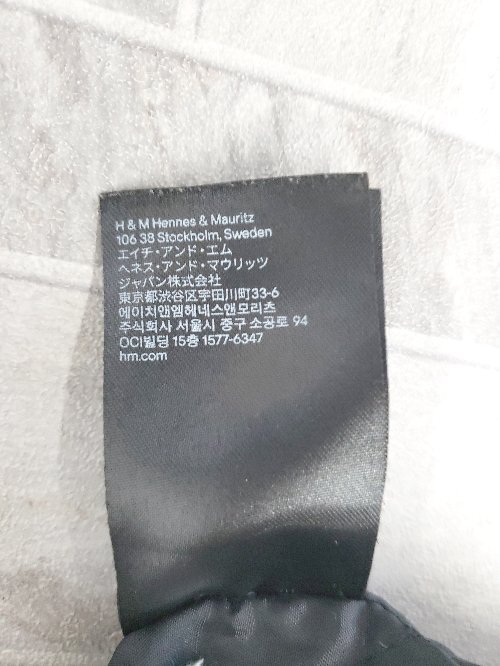 H & M Hennes & Mauritz
106 38 Stockholm, Sweden
エイチ・アンド・エム
ヘネス・アンド・マウリッツ
ジャパン株式会社
東京都渋谷区宇田川町33-6
에이치앤엠헤네스앤모리츠
주식회사 서울시 중구 소공로 94
OCI빌딩 15층 1577-6347
hm.com